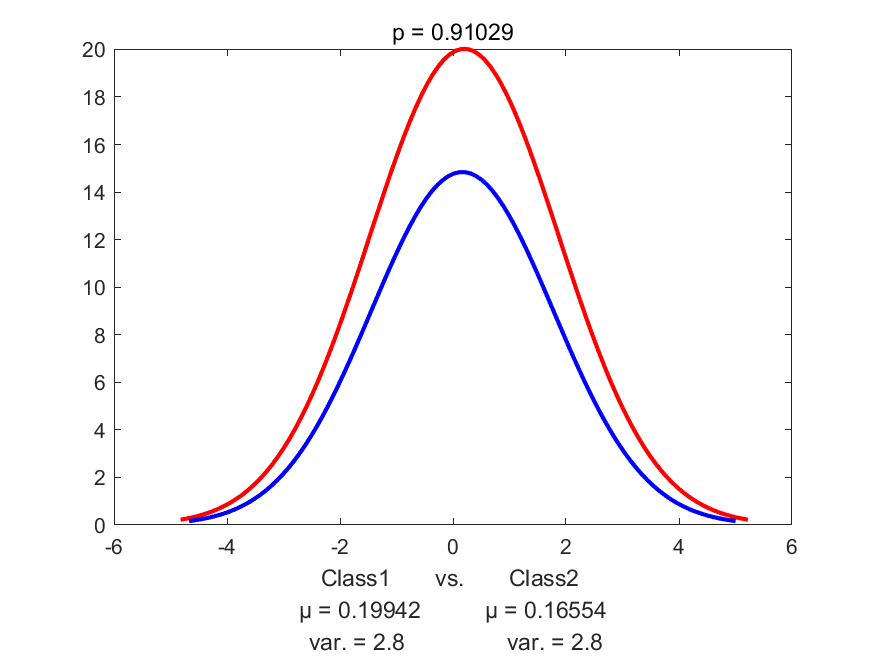 p = 0.91029
20
18
16
14
12
10
8
6
4
2
0
-6 -4 -2 0 2 4 6
Class1 vs. Class2
μ = 0.19942 μ = 0.16554
var. = 2.8 var. = 2.8